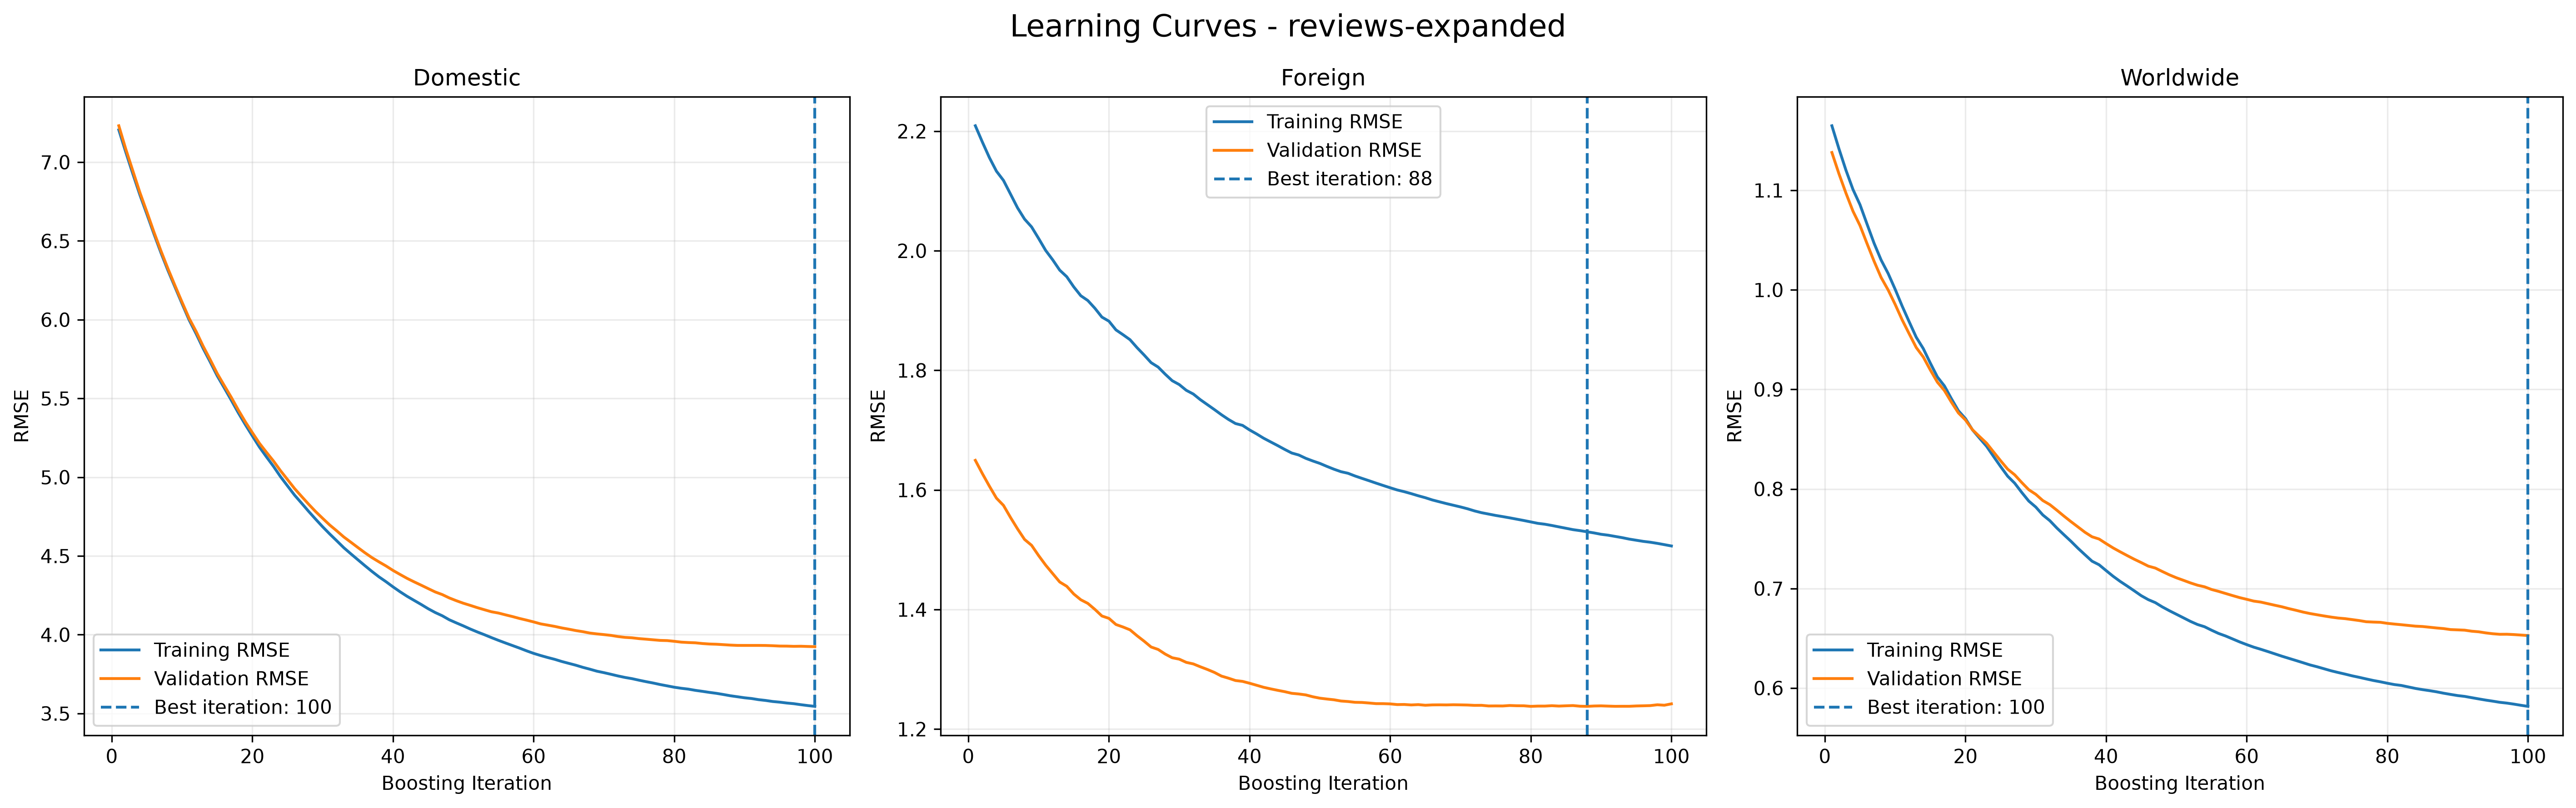 Learning Curves - reviews-expanded
Domestic
RMSE
7.0
6.5
6.0
5.5
5.0
4.5
4.0
3.5
Training RMSE
Validation RMSE
Best iteration: 100
0 20 40 60 80 100
Boosting Iteration
Foreign
RMSE
2.2
2.0
1.8
1.6
1.4
1.2
Training RMSE
Validation RMSE
Best iteration: 88
0 20 40 60 80 100
Boosting Iteration
Worldwide
RMSE
1.1
1.0
0.9
0.8
0.7
0.6
Training RMSE
Validation RMSE
Best iteration: 100
0 20 40 60 80 100
Boosting Iteration